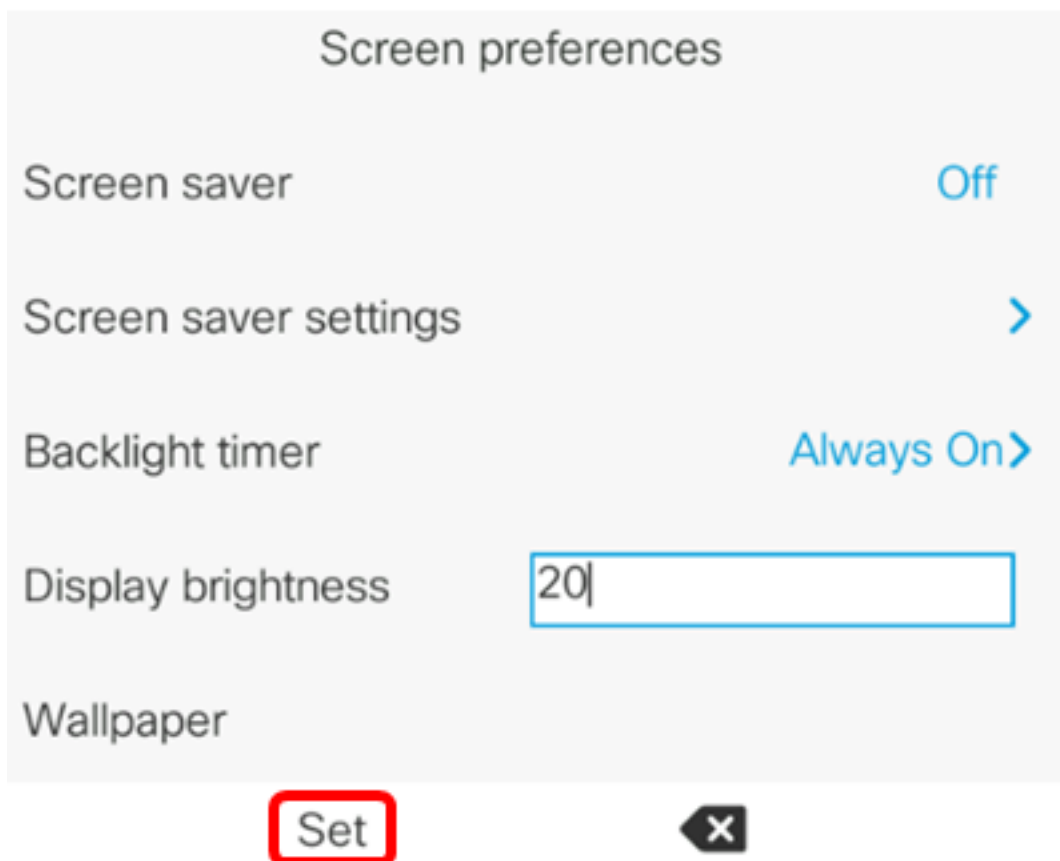 Screen preferences
Screen saver Off
Screen saver settings
Backlight timer Always On
Display brightness 20
Wallpaper
Set